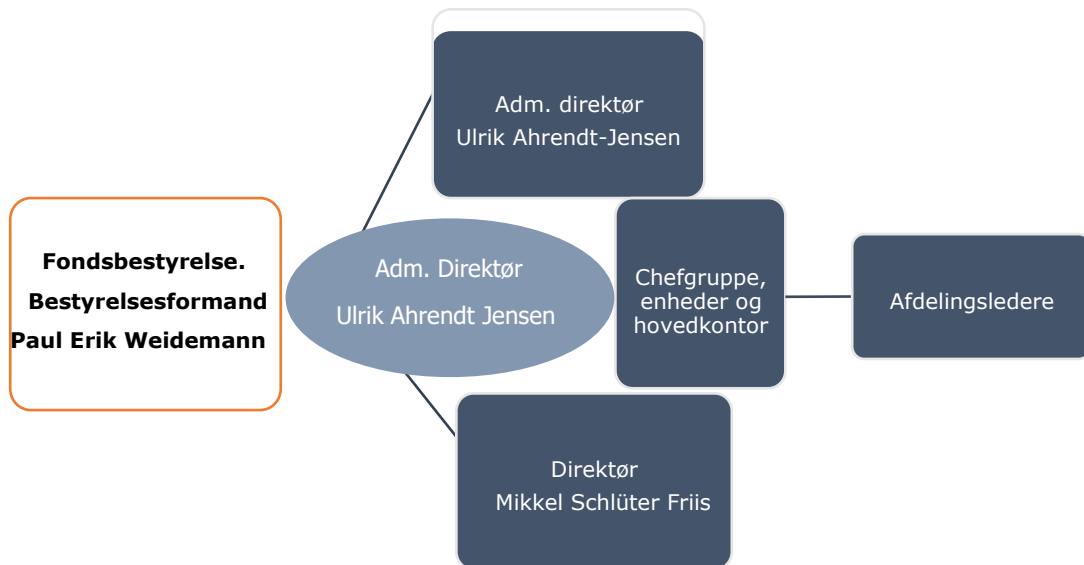 Adm. direktør
Ulrik Ahrendt-Jensen
Fondsbestyrelse.
Bestyrelsesformand
Paul Erik Weidemann
Adm. Direktør
Ulrik Ahrendt Jensen
Chefgruppe,
enheder og
hovedkontor
Afdelingsledere
Direktør
Mikkel Schlüter Friis